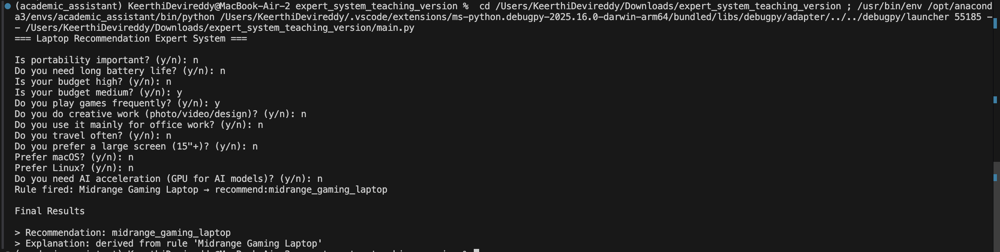 (academic_assistant) KeerthiDevireddy@MacBook-Air-2 expert_system_teaching_version %  cd /Users/KeerthiDevireddy/Downloads/expert_system_teaching_version ; /usr/bin/env /opt/anacond
a3/envs/academic_assistant/bin/python /Users/KeerthiDevireddy/.vscode/extensions/ms-python.debugpy-2025.16.0-darwin-arm64/bundled/libs/debugpy/adapter/../../debugpy/launcher 55185 -
- /Users/KeerthiDevireddy/Downloads/expert_system_teaching_version/main.py
=== Laptop Recommendation Expert System ===
Is portability important? (y/n): n
Do you need long battery life? (y/n): n
Is your budget high? (y/n): n
Is your budget medium? (y/n): y
Do you play games frequently? (y/n): y
Do you do creative work (photo/video/design)? (y/n): n
Do you use it mainly for office work? (y/n): n
Do you travel often? (y/n): n
Do you prefer a large screen (15"+)? (y/n): n
Prefer macOS? (y/n): n
Prefer Linux? (y/n): n
Do you need AI acceleration (GPU for AI models)? (y/n): n
Rule fired: Midrange Gaming Laptop → recommend:midrange_gaming_laptop
Final Results
> Recommendation: midrange_gaming_laptop
> Explanation: derived from rule 'Midrange Gaming Laptop'